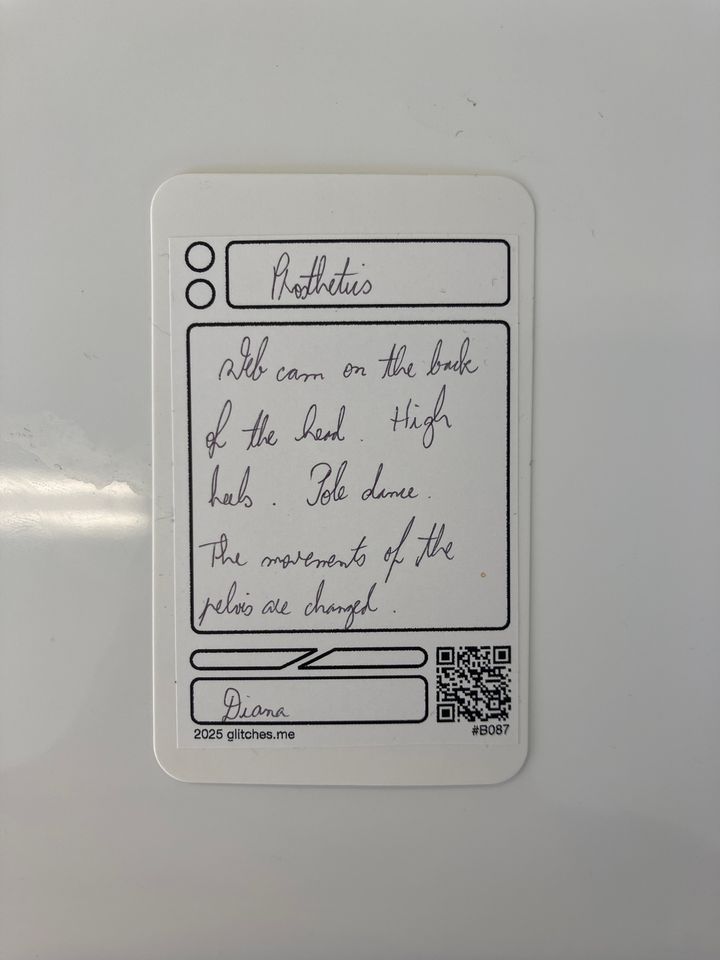 Prosthetics
Web cam on the back
of the head. High
heels. Pole dance.
The movements of the
pelvis are changed.
Diana
2025 glitches.me
#B087